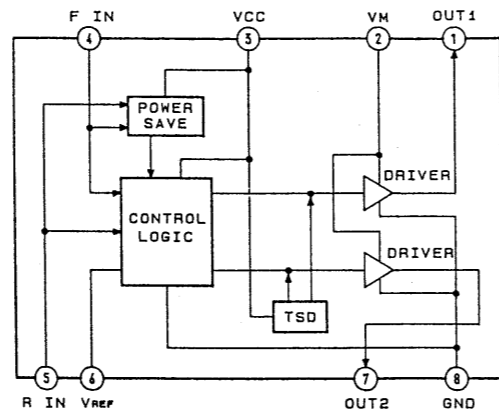 F IN VCC VM OUT1
4 3 2 1
POWER
SAVE
DRIVER
CONTROL
LOGIC
DRIVER
TSD
5 6 7 8
R IN VREF OUT2 GND